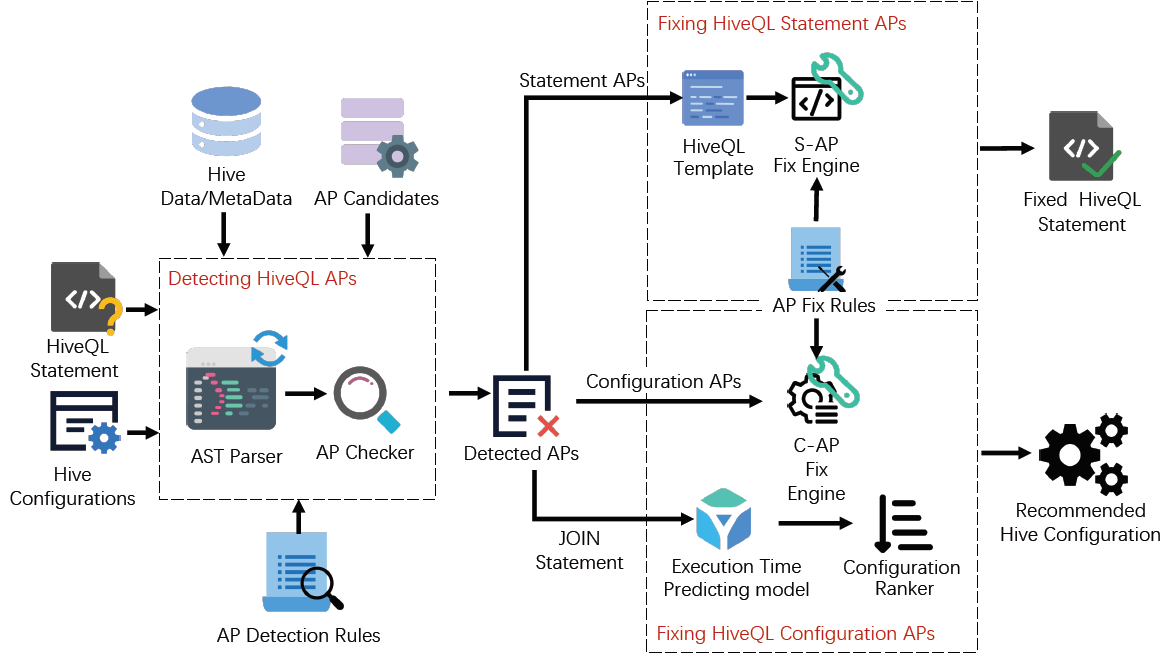 Fixing HiveQL Statement APs
Statement APs
HiveQL
Template
S-AP
Fix Engine
Hive
Data/MetaData
AP Candidates
Fixed HiveQL
Statement
Detecting HiveQL APs
AP Fix Rules
HiveQL
Statement
Configuration APs
AST Parser
AP Checker
Detected APs
C-AP
Fix
Engine
Hive
Configurations
Recommended
Hive Configuration
JOIN
Statement
Execution Time
Predicting model
Configuration
Ranker
AP Detection Rules
Fixing HiveQL Configuration APs